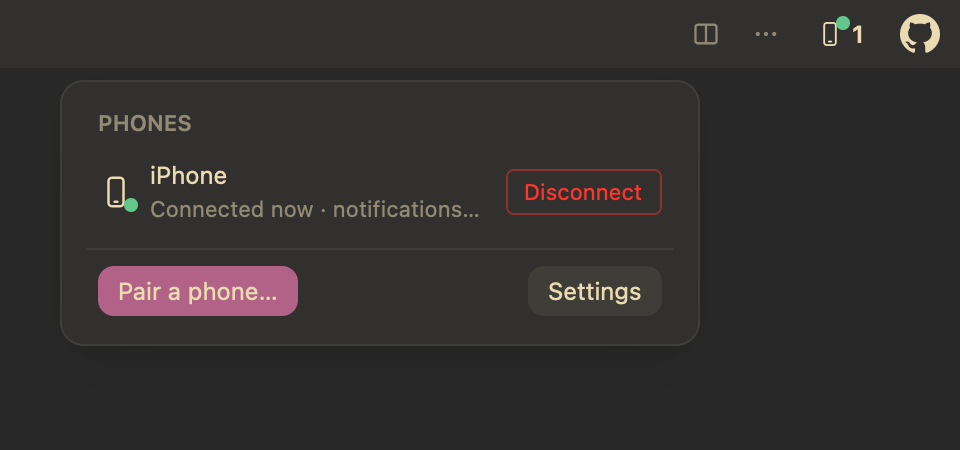 1
PHONES
iPhone
Connected now · notifications...
Disconnect
Pair a phone...
Settings